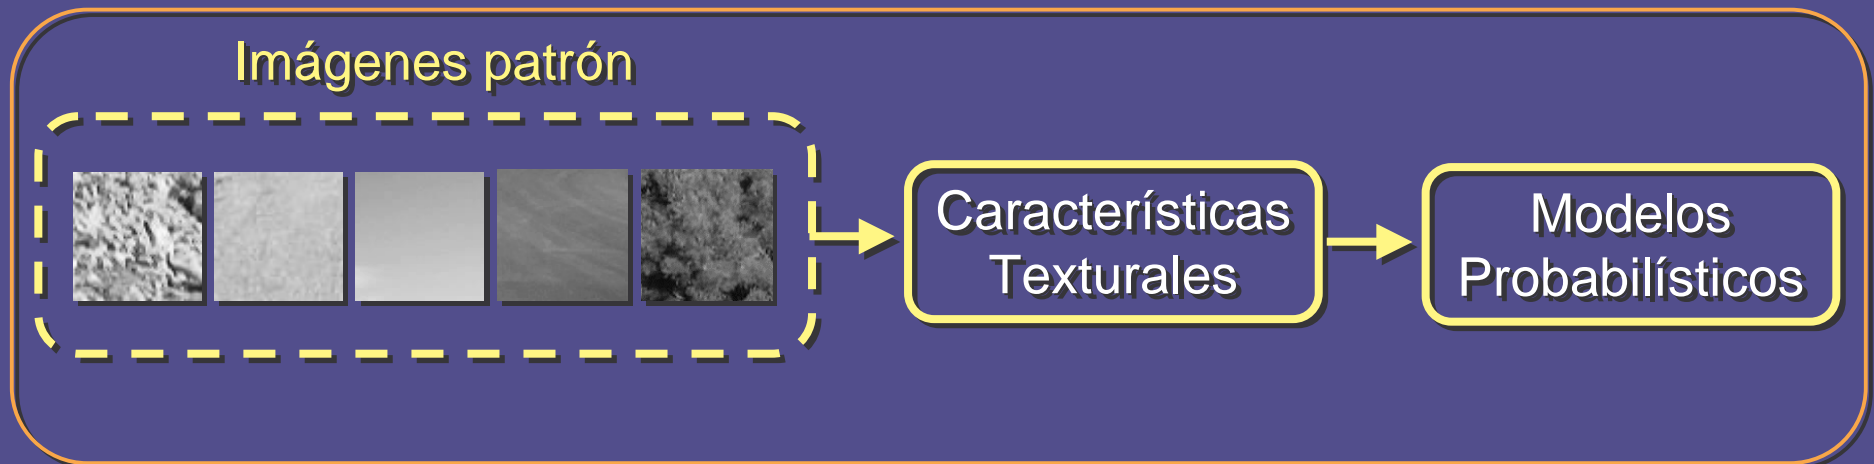 Imágenes patrón
Características
Texturales
Modelos
Probabilísticos